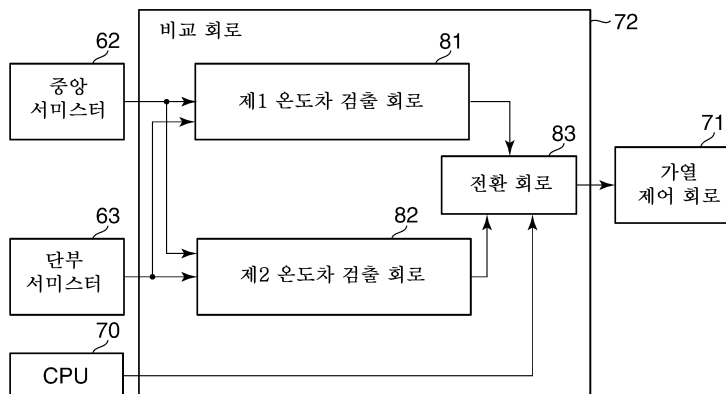 비교 회로
72
62
중앙
서미스터
81
제1 온도차 검출 회로
83
전환 회로
71
가열
제어 회로
63
단부
서미스터
82
제2 온도차 검출 회로
70
CPU